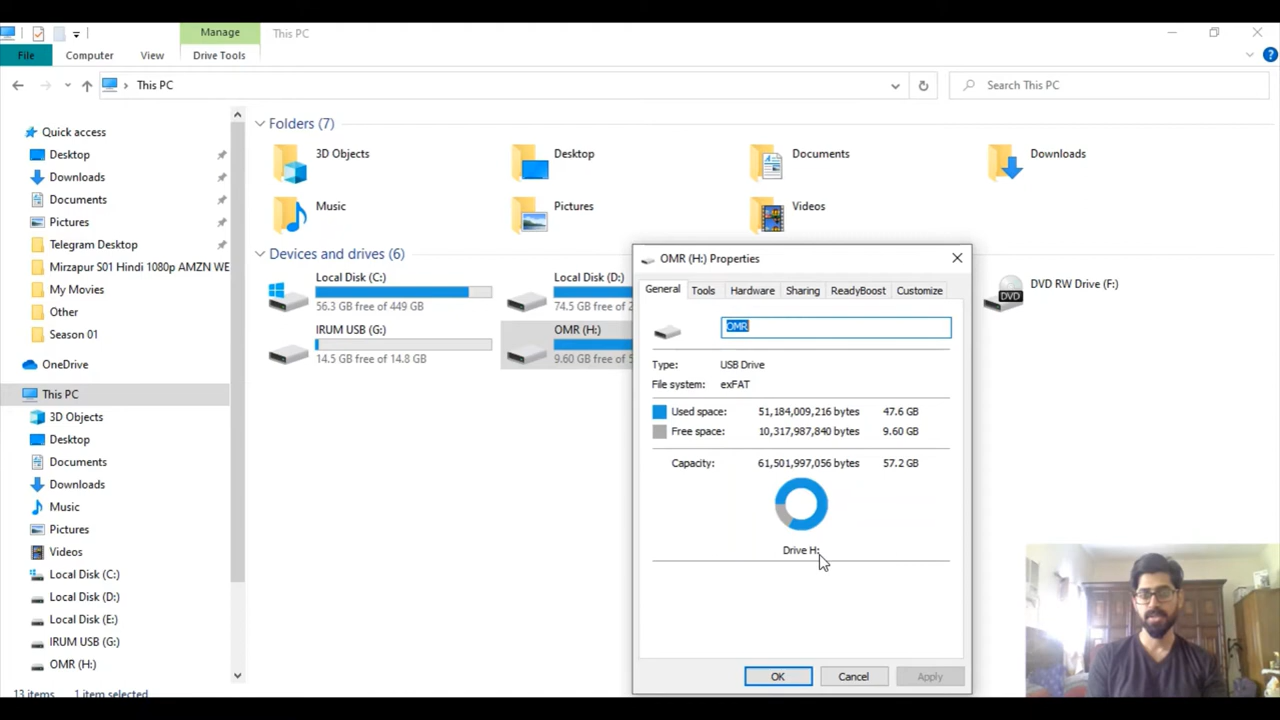 Manage
This PC
File
Computer
View
Drive Tools
This PC
Search This PC
Quick access
Desktop
Downloads
Documents
Pictures
Telegram Desktop
Mirzapur S01 Hindi 1080p AMZN WE
My Movies
Other
Season 01
OneDrive
This PC
3D Objects
Desktop
Documents
Downloads
Music
Pictures
Videos
Local Disk (C:)
Local Disk (D:)
Local Disk (E:)
IRUM USB (G:)
OMR (H:)
13 items
1 item selected
Folders (7)
3D Objects
Desktop
Documents
Downloads
Music
Pictures
Videos
Devices and drives (6)
Local Disk (C:)
56.3 GB free of 449 GB
Local Disk (D:)
74.5 GB free of 2
DVD RW Drive (F:)
DVD
IRUM USB (G:)
14.5 GB free of 14.8 GB
OMR (H:)
9.60 GB free of 5
OMR (H:) Properties
General
Tools
Hardware
Sharing
ReadyBoost
Customize
OMR
Type: USB Drive
File system: exFAT
Used space: 51,184,009,216 bytes 47.6 GB
Free space: 10,317,987,840 bytes 9.60 GB
Capacity: 61,501,997,056 bytes 57.2 GB
Drive H:
OK
Cancel
Apply